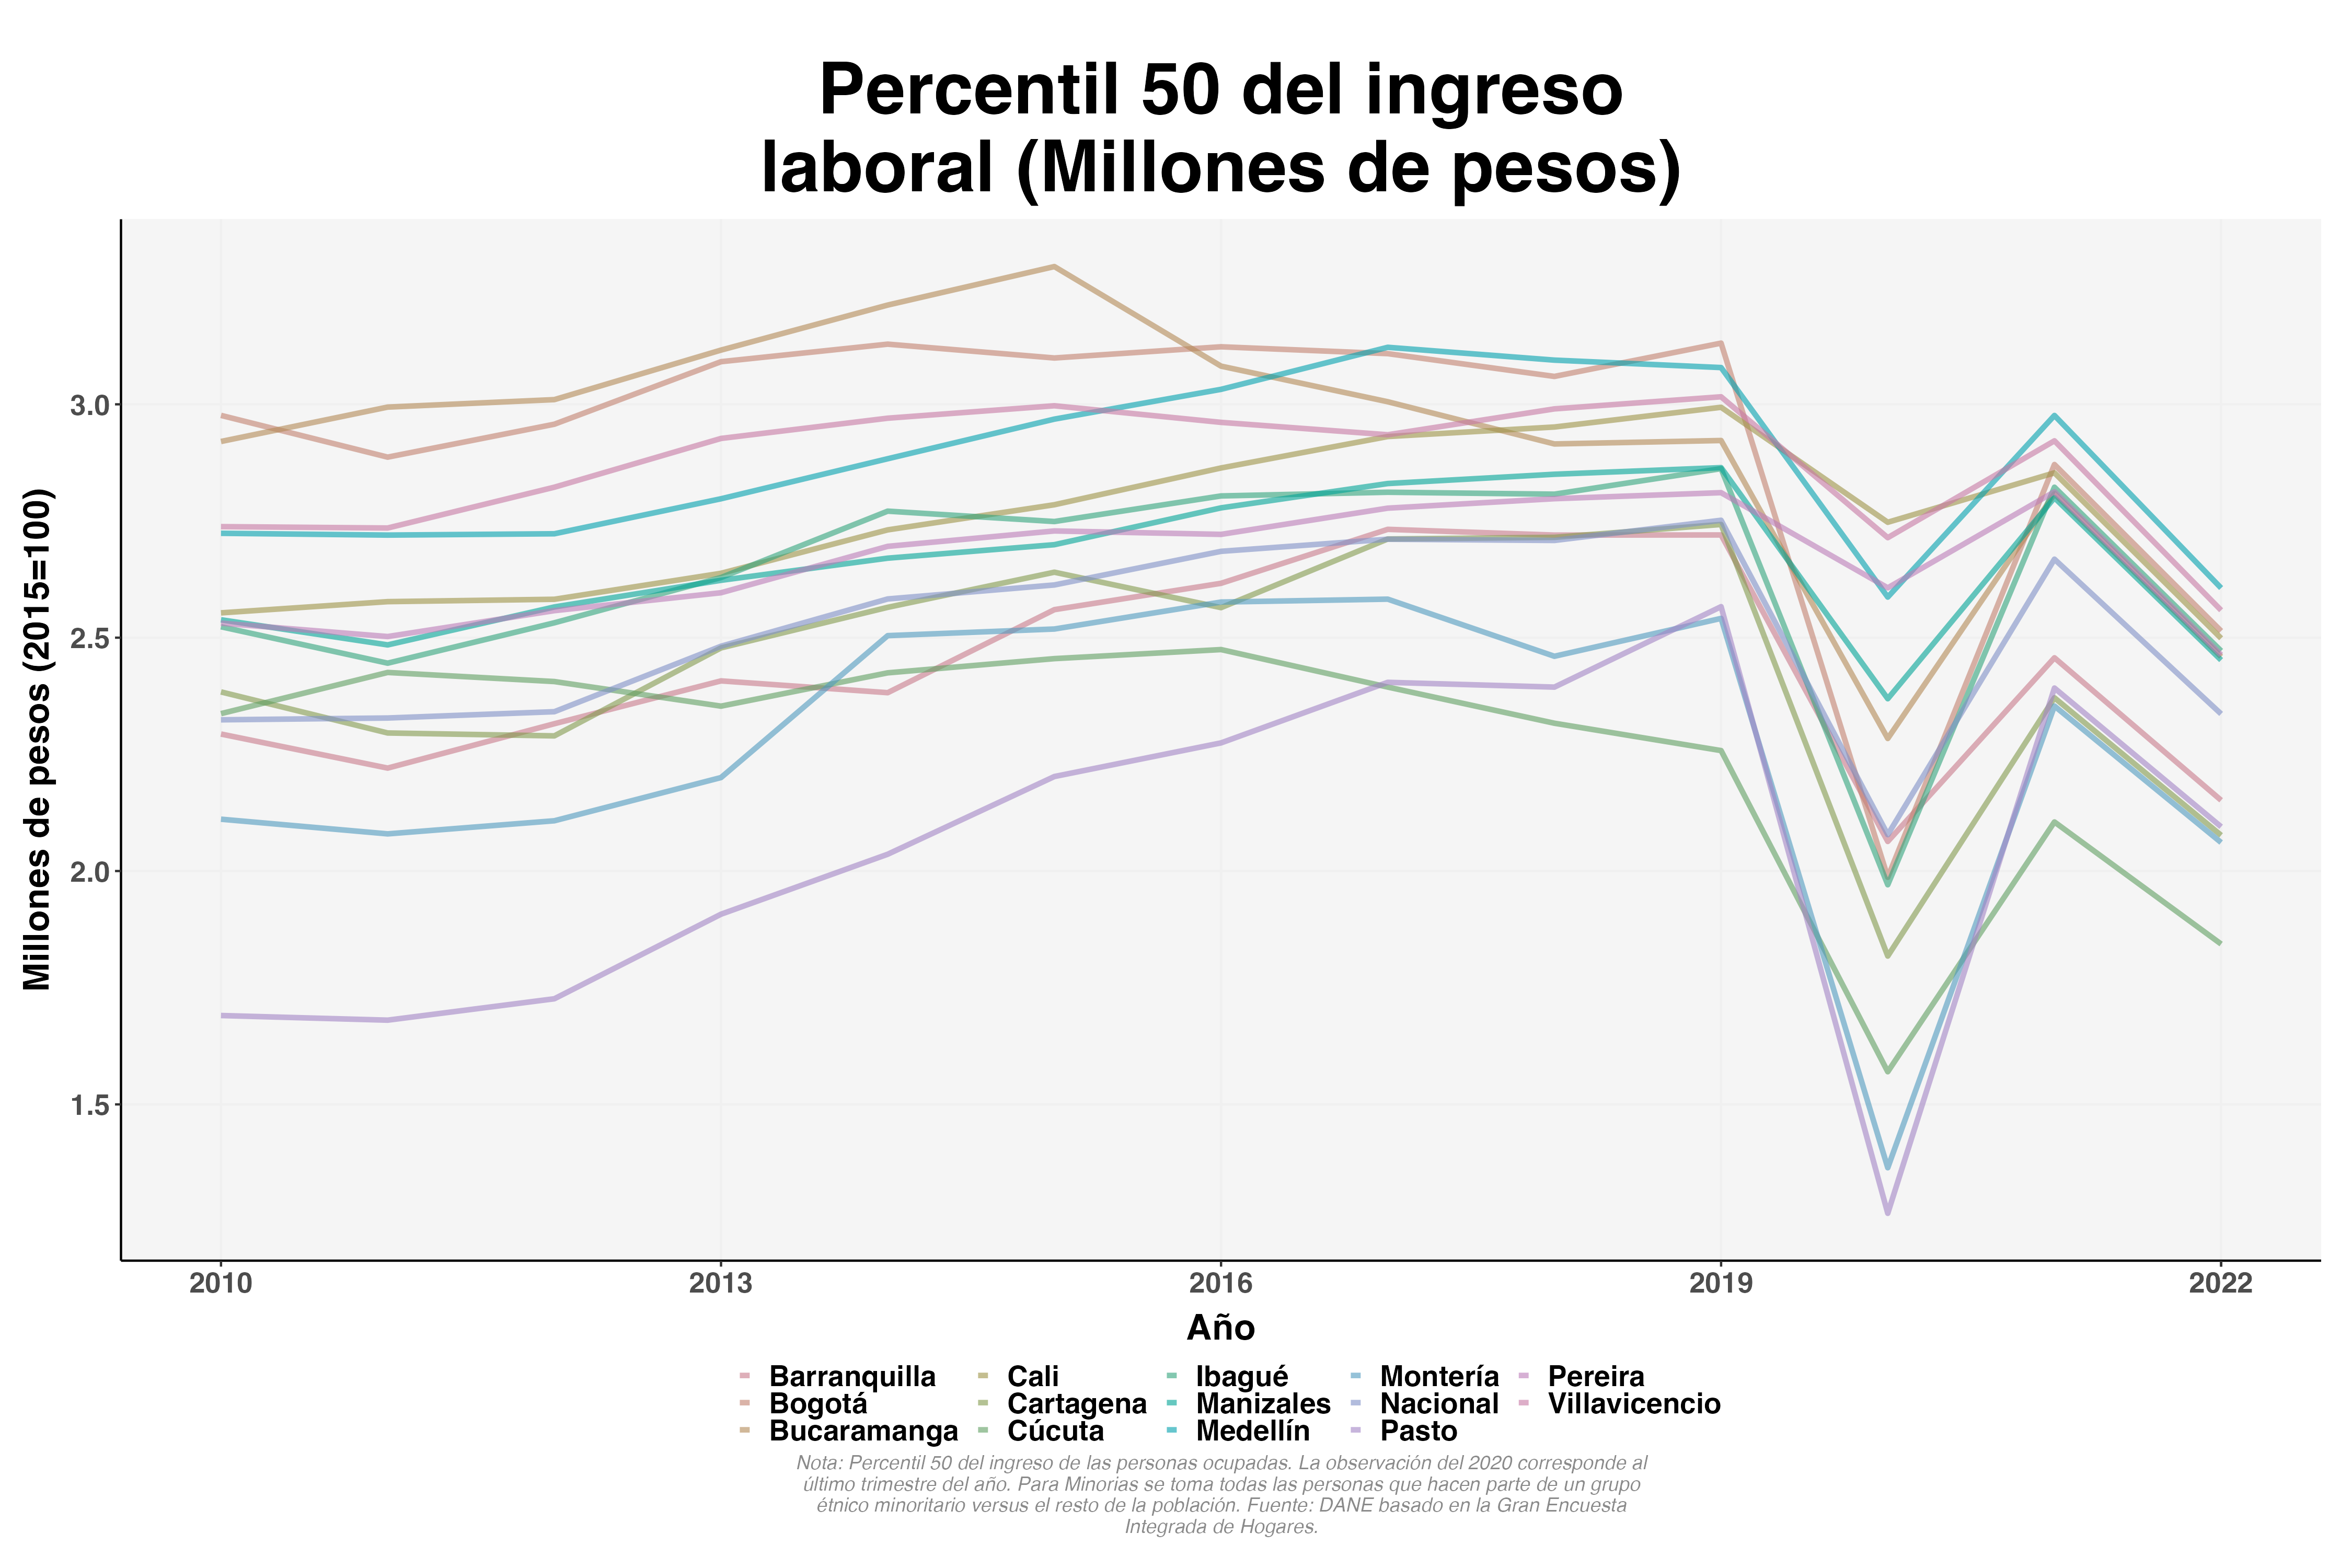 Percentil 50 del ingreso
laboral (Millones de pesos)
Millones de pesos (2015=100)
3.0
2.5
2.0
1.5
2010 2013 2016 2019 2022
Año
Barranquilla Cali Ibagué Montería Pereira
Bogotá Cartagena Manizales Nacional Villavicencio
Bucaramanga Cúcuta Medellín Pasto
Nota: Percentil 50 del ingreso de las personas ocupadas. La observación del 2020 corresponde al
último trimestre del año. Para Minorias se toma todas las personas que hacen parte de un grupo
étnico minoritario versus el resto de la población. Fuente: DANE basado en la Gran Encuesta
Integrada de Hogares.